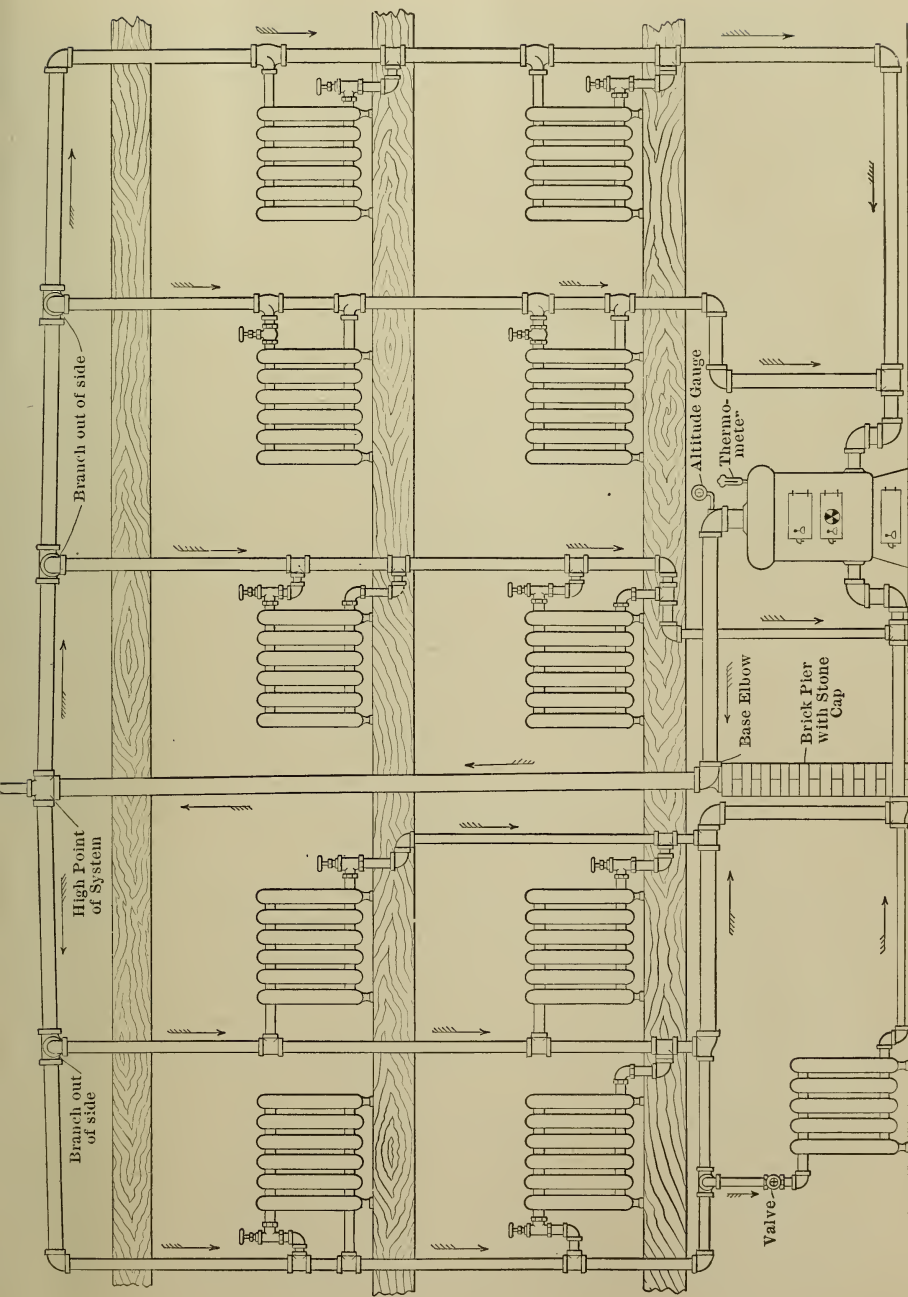 Branch out of side
High Point
of System
Branch out
of side
Altitude Gauge
Thermo-
meter
Base Elbow
Brick Pier
with Stone
Cap
Valve